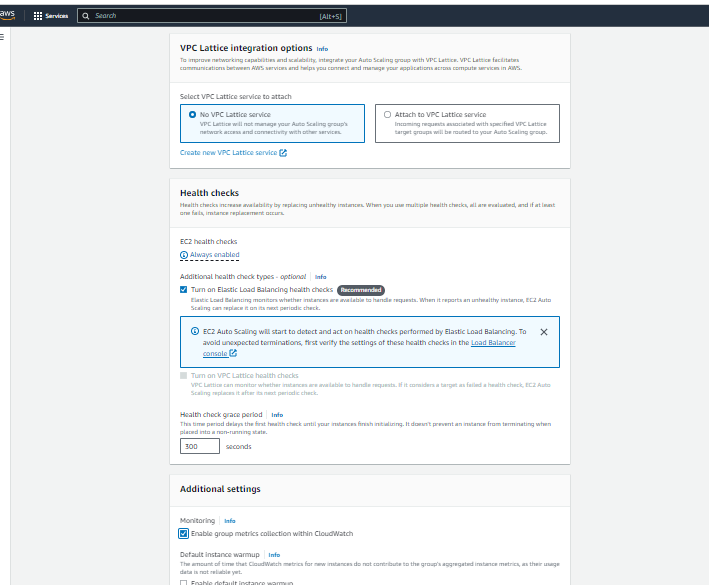 aws
Services
Search
[Alt+S]
VPC Lattice integration options Info
To improve networking capabilities and scalability, integrate your Auto Scaling group with VPC Lattice. VPC Lattice facilitates
communications between AWS services and helps you connect and manage your applications across compute services in AWS.
Select VPC Lattice service to attach
No VPC Lattice service
VPC Lattice will not manage your Auto Scaling group's
network access and connectivity with other services.
Attach to VPC Lattice service
Incoming requests associated with specified VPC Lattice
target groups will be routed to your Auto Scaling group.
Create new VPC Lattice service
Health checks
Health checks increase availability by replacing unhealthy instances. When you use multiple health checks, all are evaluated, and if at least
one fails, instance replacement occurs.
EC2 health checks
Always enabled
Additional health check types - optional Info
Turn on Elastic Load Balancing health checks Recommended
Elastic Load Balancing monitors whether instances are available to handle requests. When it reports an unhealthy instance, EC2 Auto
Scaling can replace it on its next periodic check.
EC2 Auto Scaling will start to detect and act on health checks performed by Elastic Load Balancing. To
avoid unexpected terminations, first verify the settings of these health checks in the Load Balancer
console
Turn on VPC Lattice health checks
VPC Lattice can monitor whether instances are available to handle requests. If it considers a target as failed a health check, EC2 Auto
Scaling replaces it after its next periodic check.
Health check grace period Info
This time period delays the first health check until your instances finish initializing. It doesn't prevent an instance from terminating when
placed into a non-running state.
300 seconds
Additional settings
Monitoring Info
Enable group metrics collection within CloudWatch
Default instance warmup Info
The amount of time that CloudWatch metrics for new instances do not contribute to the group's aggregated instance metrics, as their usage
data is not reliable yet.
Enable default instance warmup